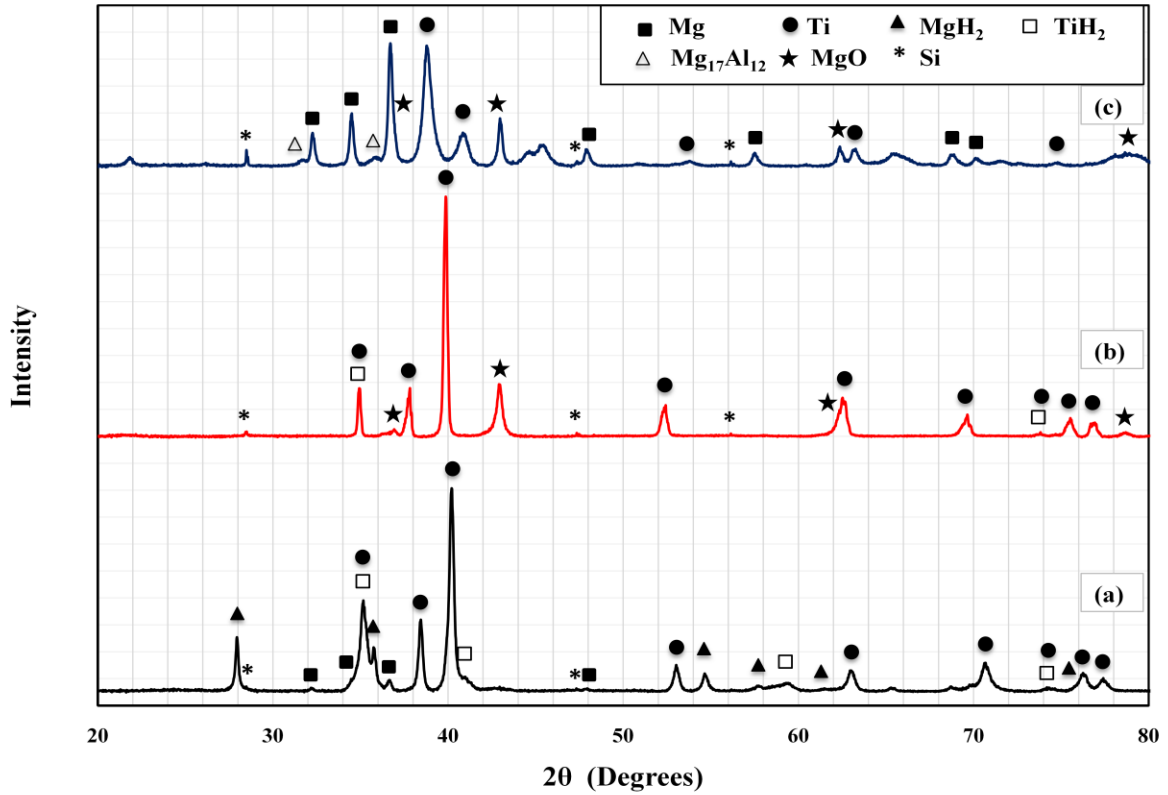 ■ Mg ● Ti ▲ MgH₂ □ TiH₂
△ Mg₁₇Al₁₂ ★ MgO * Si
(c)
(b)
(a)
Intensity
20 30 40 50 60 70 80
2θ (Degrees)